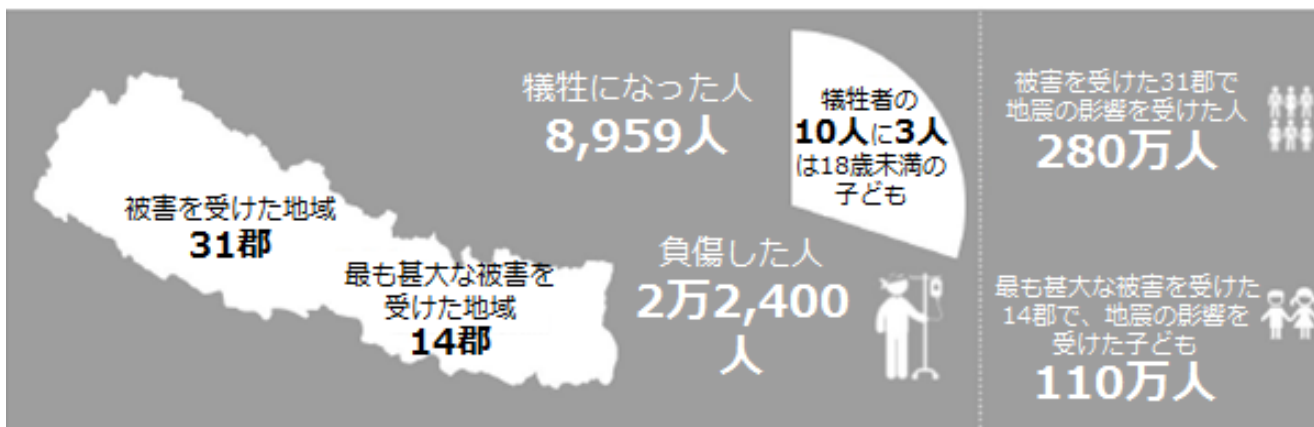 被害を受けた地域
31郡
最も甚大な被害を
受けた地域
14郡
犠牲になった人
8,959人
犠牲者の
10人に3人
は18歳未満の
子ども
負傷した人
2万2,400
人
被害を受けた31郡で
地震の影響を受けた人
280万人
最も甚大な被害を受けた
14郡で、地震の影響を
受けた子ども
110万人